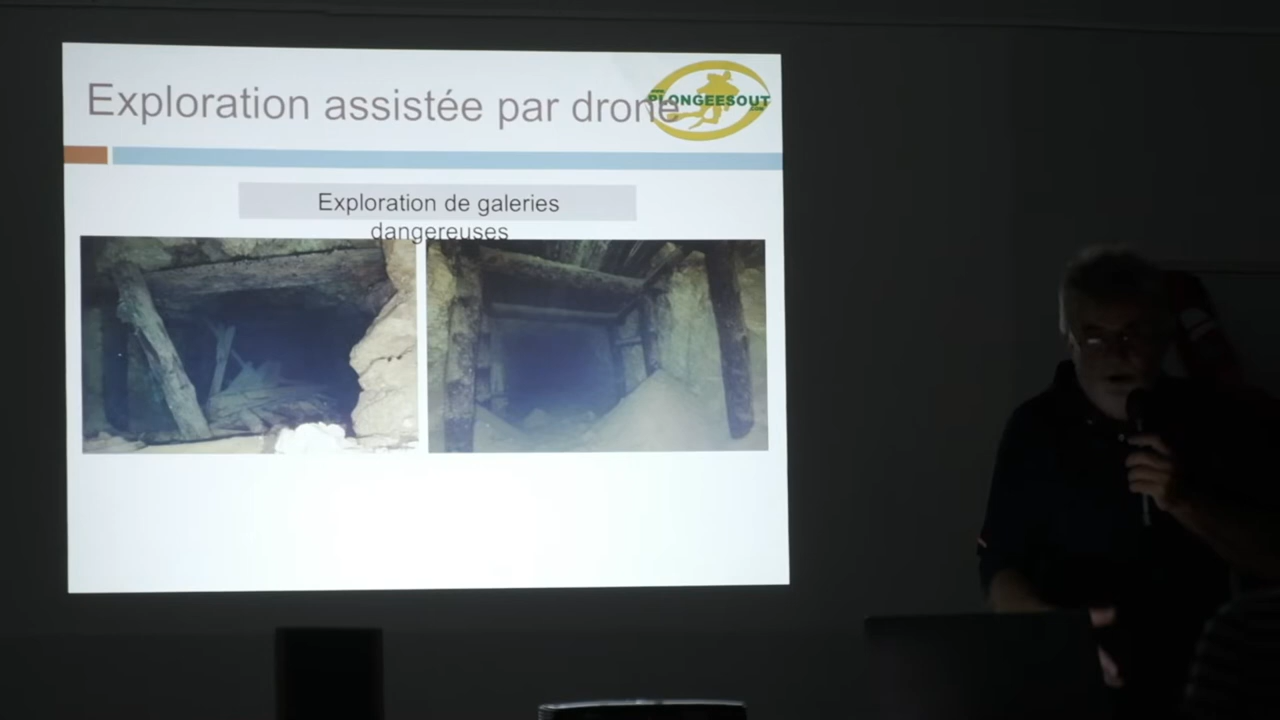 Exploration assistée par drone
PLONGEESOUT
Exploration de galeries
dangereuses